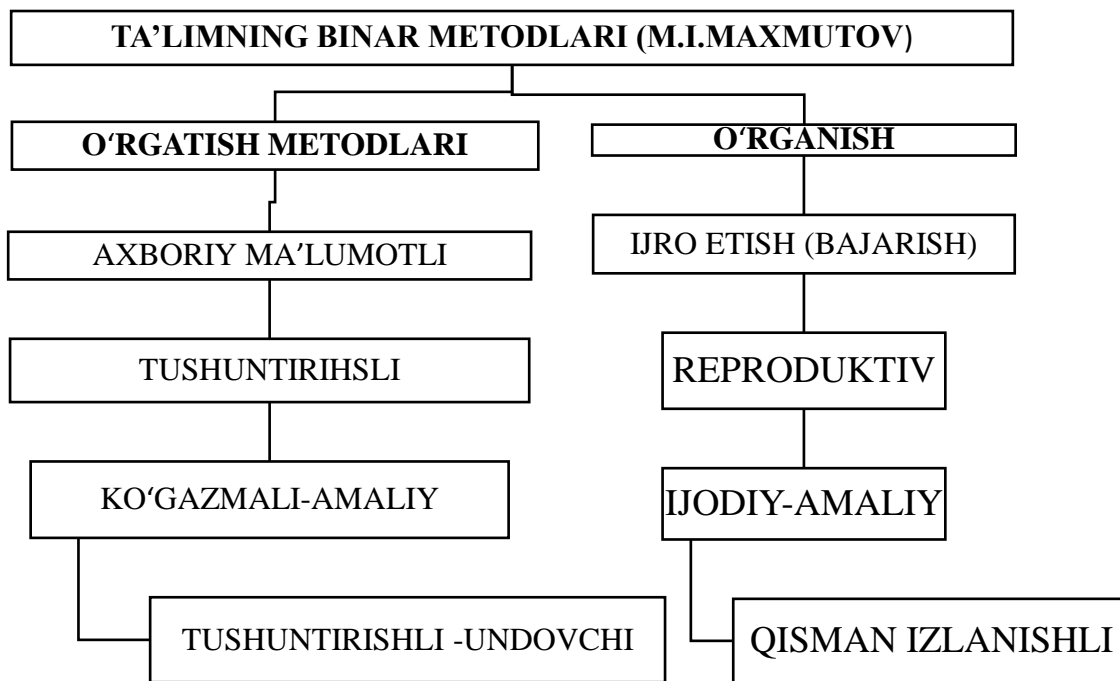 TA’LIMNING BINAR METODLARI (M.I.MAXMUTOV)
O‘RGATISH METODLARI
O‘RGANISH
AXBORIY MA’LUMOTLI
IJRO ETISH (BAJARISH)
TUSHUNTIRIHSLI
REPRODUKTIV
KO‘GAZMALI-AMALIY
IJODIY-AMALIY
TUSHUNTIRISHLI -UNDOVCHI
QISMAN IZLANISHLI